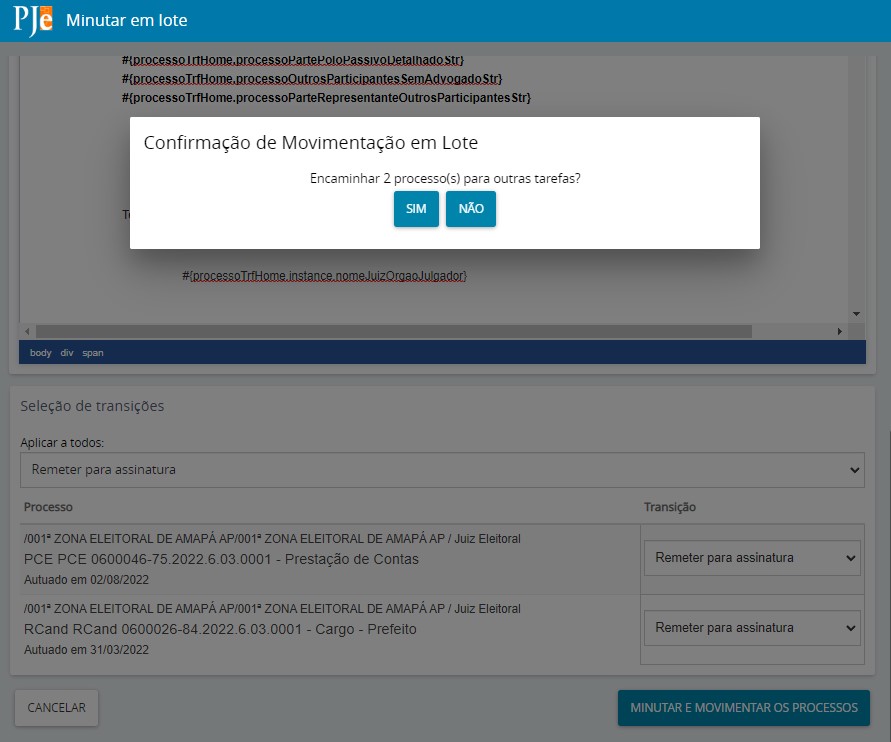 PJe Minutar em lote
#{processoTrfHome.processoPartePoloPassivoDetalhadoStr}
#{processoTrfHome.processoOutrosParticipantesSemAdvogadoStr}
#{processoTrfHome.processoParteRepresentanteOutrosParticipantesStr}
Confirmação de Movimentação em Lote
Encaminhar 2 processo(s) para outras tarefas?
SIM NÃO
#{processoTrfHome.instance.nomeJuizOrgaoJulgador}
body div span
Seleção de transições
Aplicar a todos:
Remeter para assinatura
Processo Transição
/001ª ZONA ELEITORAL DE AMAPÁ AP/001ª ZONA ELEITORAL DE AMAPÁ AP / Juiz Eleitoral
PCE PCE 0600046-75.2022.6.03.0001 - Prestação de Contas
Remeter para assinatura
Autuado em 02/08/2022
/001ª ZONA ELEITORAL DE AMAPÁ AP/001ª ZONA ELEITORAL DE AMAPÁ AP / Juiz Eleitoral
RCand RCand 0600026-84.2022.6.03.0001 - Cargo - Prefeito
Remeter para assinatura
Autuado em 31/03/2022
CANCELAR MINUTAR E MOVIMENTAR OS PROCESSOS